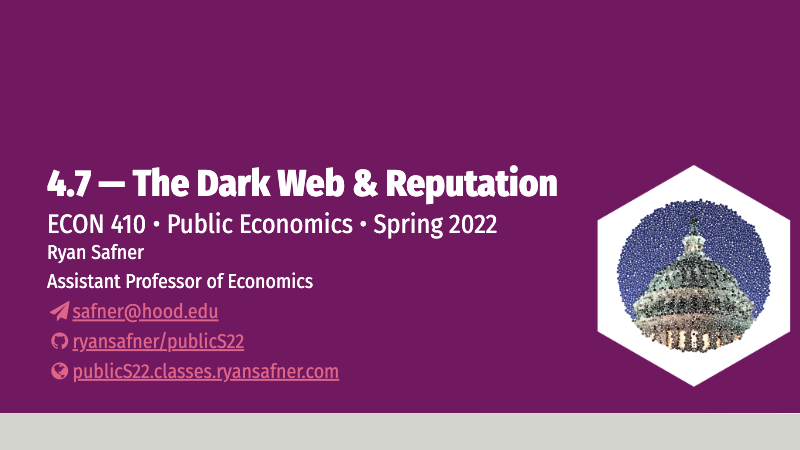 4.7 — The Dark Web & Reputation
ECON 410 • Public Economics • Spring 2022
Ryan Safner
Assistant Professor of Economics
safner@hood.edu
ryansafner/publicS22
publicS22.classes.ryansafner.com